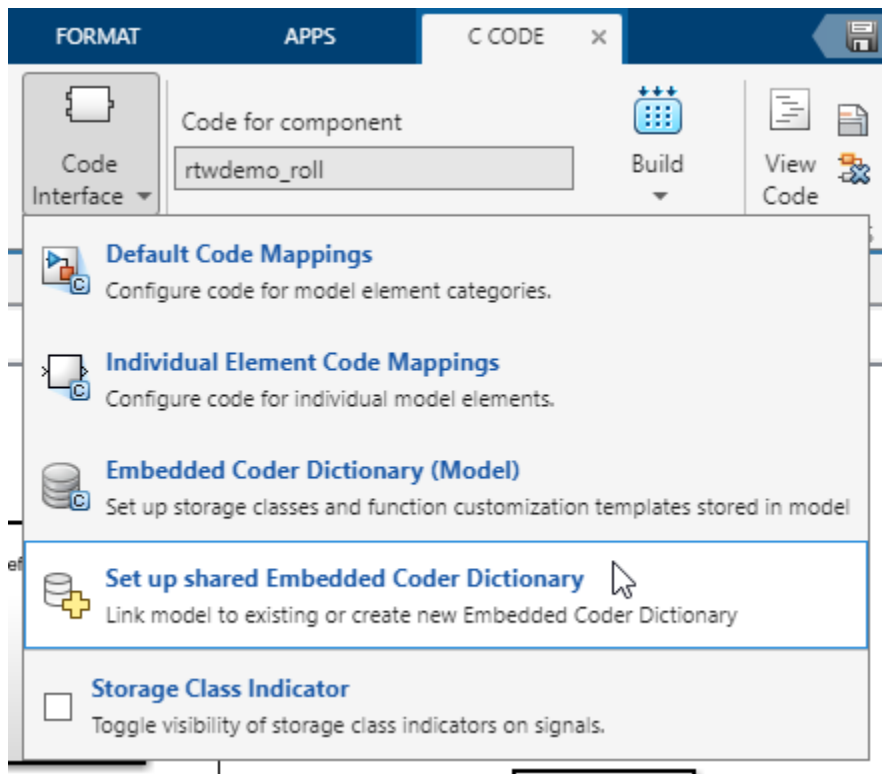 FORMAT APPS C CODE
Code for component
Code Interface
rtwdemo_roll
Build
View Code
Default Code Mappings
Configure code for model element categories.
Individual Element Code Mappings
Configure code for individual model elements.
Embedded Coder Dictionary (Model)
Set up storage classes and function customization templates stored in model
Set up shared Embedded Coder Dictionary
Link model to existing or create new Embedded Coder Dictionary
Storage Class Indicator
Toggle visibility of storage class indicators on signals.